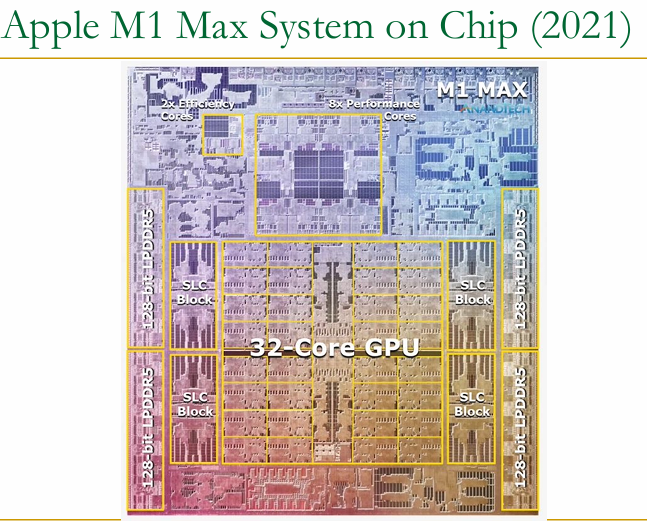 Apple M1 Max System on Chip (2021)
M1 MAX
ANANDTECH
2x Efficiency
Cores
8x Performance
Cores
128-bit LPDDR5
SLC
Block
SLC
Block
128-bit LPDDR5
32-Core GPU
128-bit LPDDR5
SLC
Block
SLC
Block
128-bit LPDDR5